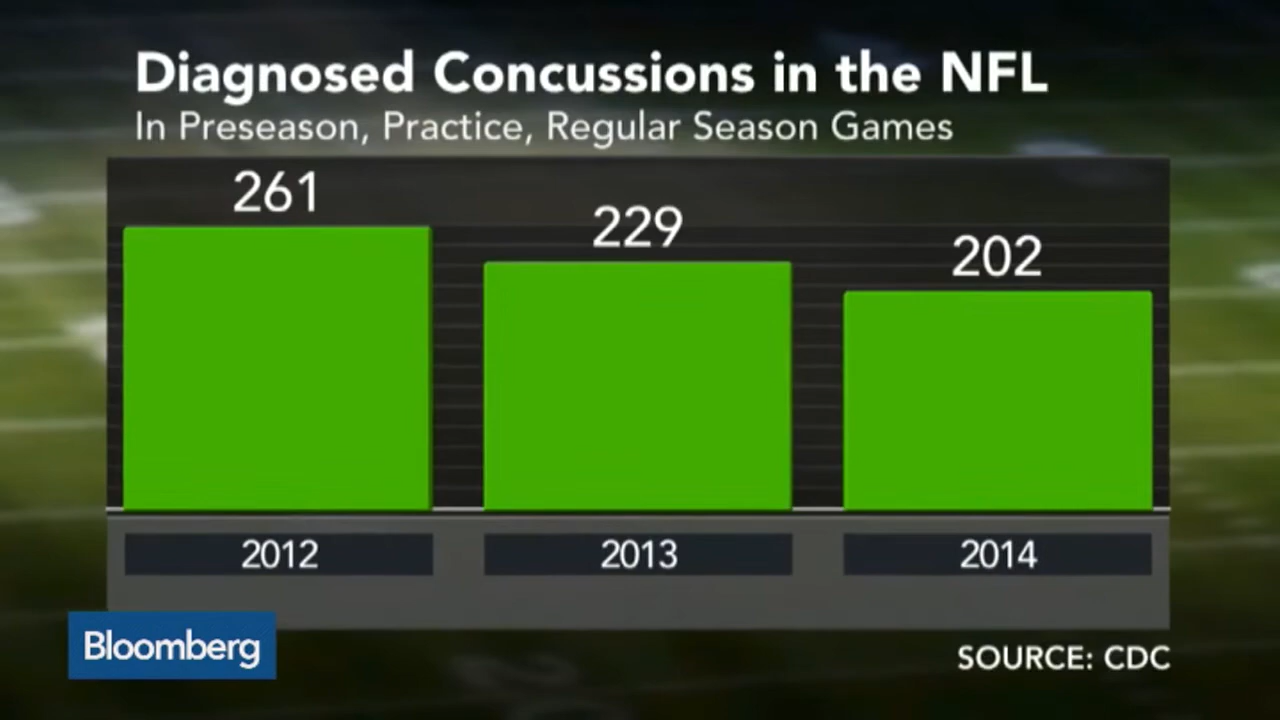 Diagnosed Concussions in the NFL
In Preseason, Practice, Regular Season Games
261
229
202
2012
2013
2014
Bloomberg
SOURCE: CDC